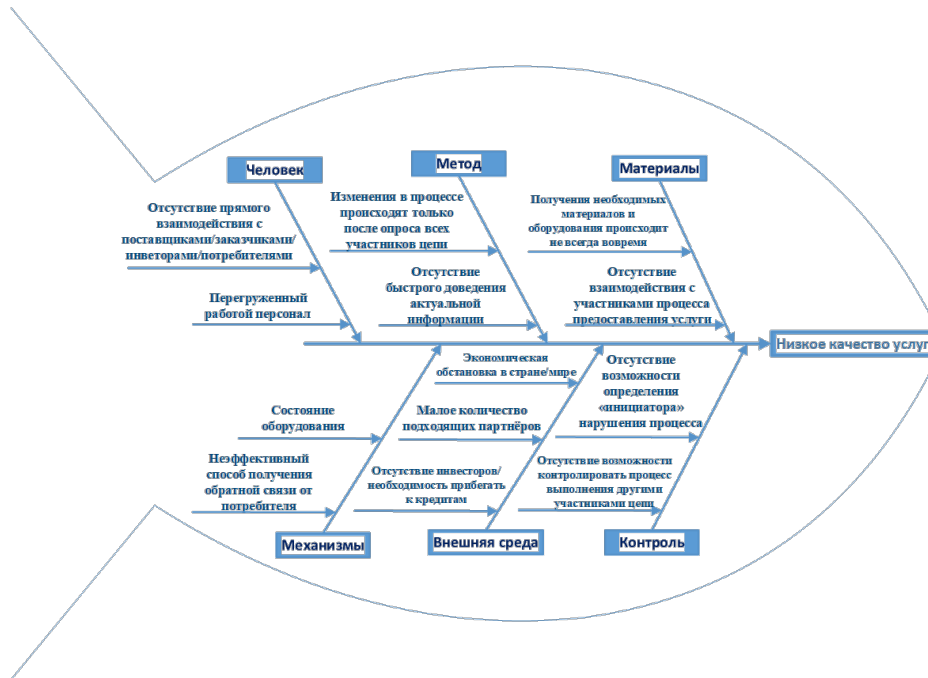 Человек
Метод
Материалы
Отсутствие прямого
взаимодействия с
поставщиками/заказчиками/
инветорами/потребителями
Перегруженный
работой персонал
Изменения в процессе
происходят только
после опроса всех
участников цепи
Отсутствие
быстрого доведения
актуальной
информации
Получения необходимых
материалов и
оборудования происходит
не всегда вовремя
Отсутствие
взаимодействия с
участниками процесса
предоставления услуги
Низкое качество услуг
Состояние
оборудования
Неэффективный
способ получения
обратной связи от
потребителя
Экономическая
обстановка в стране/мире
Малое количество
подходящих партнёров
Отсутствие инвесторов/
необходимость прибегать
к кредитам
Отсутствие
возможности
определения
«инициатора»
нарушения процесса
Отсутствие возможности
контролировать процесс
выполнения другими
участниками цепи
Механизмы
Внешняя среда
Контроль